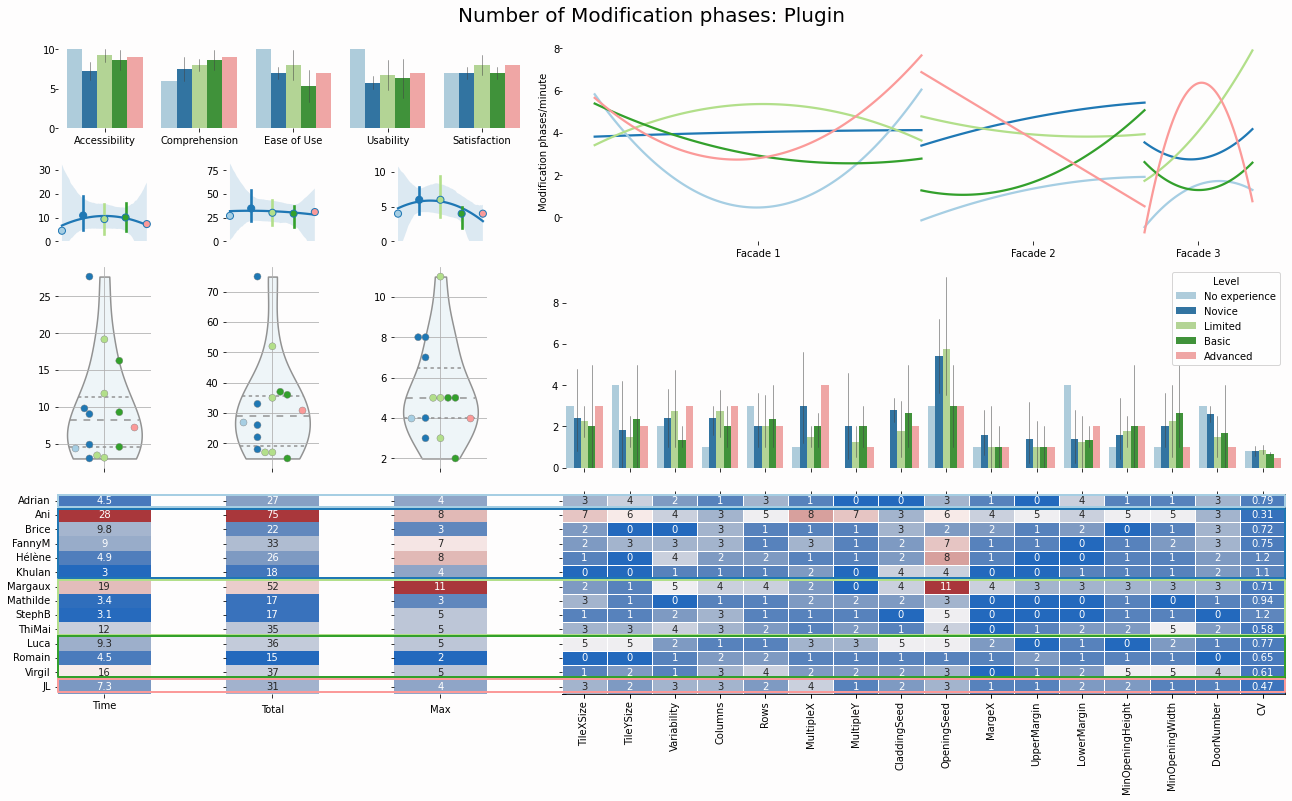 Number of Modification phases: Plugin
10
5
0
Accessibility
Comprehension
Ease of Use
Usability
Satisfaction
8
6
4
2
0
Modification phases/minute
Facade 1
Facade 2
Facade 3
30
20
10
0
75
50
25
0
10
5
0
25
20
15
10
5
70
60
50
40
30
20
10
8
6
4
2
8
6
4
2
0
Level
No experience
Novice
Limited
Basic
Advanced
Adrian 4.5 27 4 3 4 2 1 3 1 0 0 3 1 0 4 1 1 3 0.79
Ani 28 75 8 7 6 4 3 5 8 7 3 6 4 5 4 5 5 3 0.31
Brice 9.8 22 3 2 0 0 3 1 1 1 3 2 2 1 2 0 1 2 0.72
FannyM 9 33 7 2 3 3 3 1 3 1 2 7 1 1 0 1 2 3 0.75
Hélène 4.9 26 8 1 0 4 2 2 1 1 2 8 1 0 0 1 1 2 1.2
Khulan 3 18 4 0 0 1 1 1 2 0 4 4 0 0 1 1 1 2 1.1
Margaux 19 52 11 2 1 5 4 4 2 0 4 11 4 3 3 3 3 3 0.71
Mathilde 3.4 17 3 3 1 0 1 1 2 2 2 3 0 0 0 1 0 1 0.94
StephB 3.1 17 5 1 1 2 3 1 1 1 0 5 0 0 0 1 1 0 1.2
ThiMai 12 35 5 3 3 4 3 2 1 2 1 4 0 1 2 2 5 2 0.58
Luca 9.3 36 5 5 5 1 2 1 3 3 5 5 2 0 1 0 2 1 0.77
Romain 4.5 15 2 0 0 1 2 2 1 1 1 1 1 2 1 1 1 0 0.65
Virgil 16 37 5 1 2 1 3 4 2 2 2 3 0 1 2 5 5 4 0.61
JL 7.3 31 4 3 2 3 3 2 4 1 2 3 1 1 2 2 1 1 0.47
Time
Total
Max
TileXSize
TileYSize
Variability
Columns
Rows
MultipleX
MultipleY
CladdingSeed
OpeningSeed
MargeX
UpperMargin
LowerMargin
MinOpeningHeight
MinOpeningWidth
DoorNumber
CV